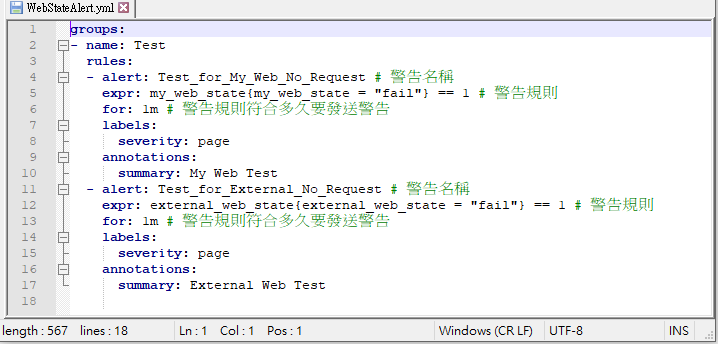 WebStateAlert.yml
1 groups:
2 - name: Test
3 rules:
4 - alert: Test_for_My_Web_No_Request # 警告名稱
5 expr: my_web_state{my_web_state = "fail"} == 1 # 警告規則
6 for: 1m # 警告規則符合多久要發送警告
7 labels:
8 severity: page
9 annotations:
10 summary: My Web Test
11 - alert: Test_for_External_No_Request # 警告名稱
12 expr: external_web_state{external_web_state = "fail"} == 1 # 警告規則
13 for: 1m # 警告規則符合多久要發送警告
14 labels:
15 severity: page
16 annotations:
17 summary: External Web Test
18
length : 567 lines : 18 Ln : 1 Col : 1 Pos : 1 Windows (CR LF) UTF-8 INS